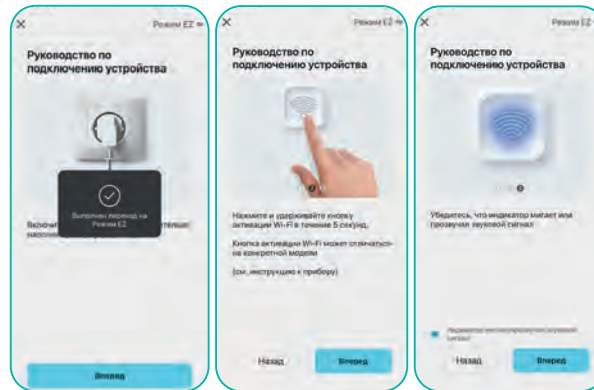 Режим EZ
Руководство по
подключению устройства
Выполнен переход на
Режим EZ
Вперед
Режим EZ
Руководство по
подключению устройства
2
Нажмите и удерживайте кнопку
активации Wi-Fi в течение 5 секунд.
Кнопка активации Wi-Fi может отличаться
на конкретной модели
(см. инструкцию к прибору)
Назад
Вперед
Режим EZ
Руководство по
подключению устройства
Убедитесь, что индикатор мигает или
прозвучал звуковой сигнал
сигнал
Назад
Вперед